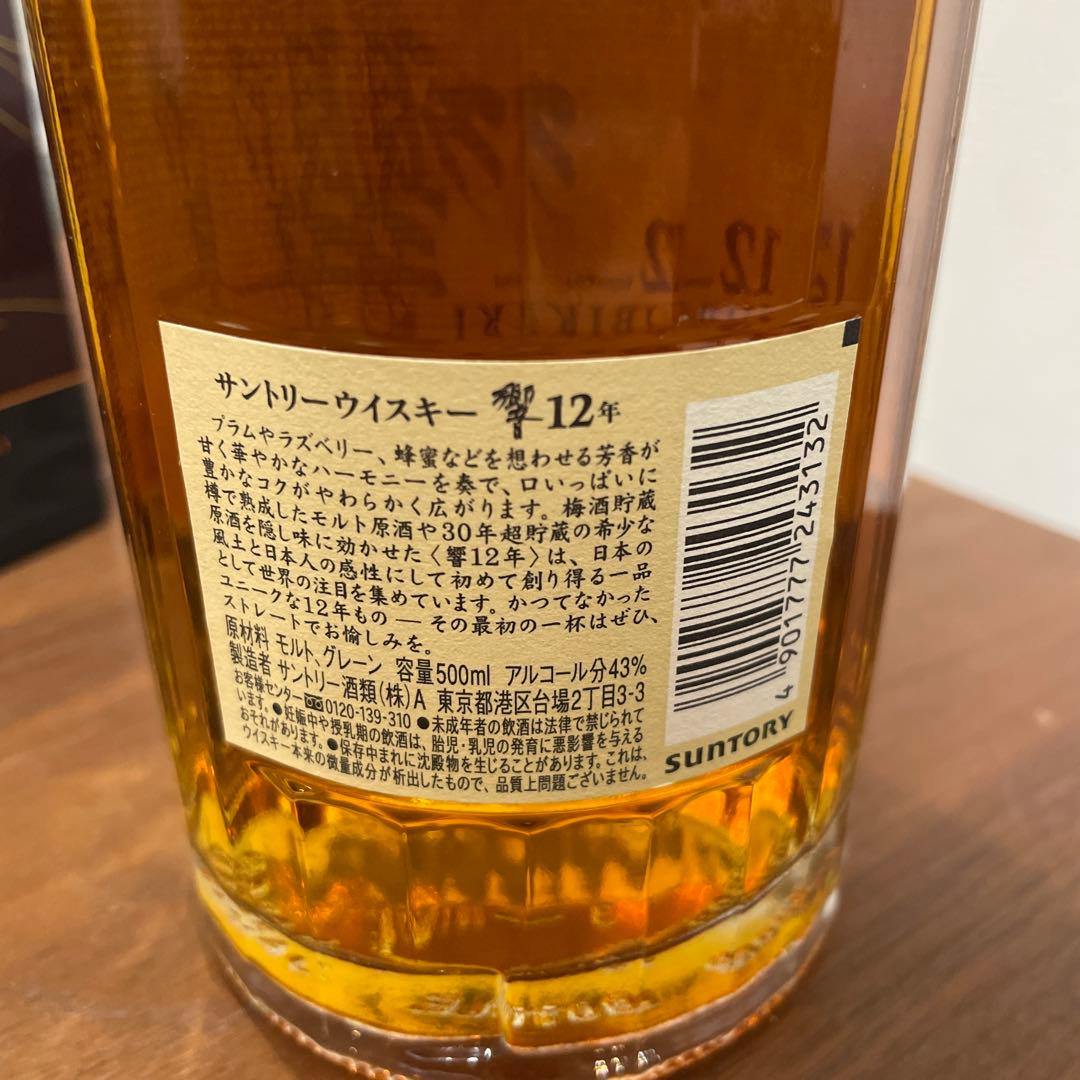 サントリーウイスキー 響 12年
プラムやラズベリー、蜂蜜などを想わせる芳香が
甘く華やかなハーモニーを奏で、口いっぱいに
豊かなコクがやわらかく広がります。梅酒貯蔵
樽で熟成したモルト原酒や30年超貯蔵の希少な
原酒を隠し味に効かせた〈響12年〉は、日本の
風土と日本人の感性にして初めて創り得る一品
として世界の注目を集めています。かつてなかった
ユニークな12年もの ― その最初の一杯はぜひ、
ストレートでお愉しみを。
原材料 モルト、グレーン 容量500ml アルコール分43%
製造者 サントリー酒類(株)A 東京都港区台場2丁目3-3
お客様センター 0120-139-310 ●未成年者の飲酒は法律で禁じられて
います。●妊娠中や授乳期の飲酒は、胎児・乳児の発育に悪影響を与える
おそれがあります。●保存中まれに沈殿物を生じることがあります。これは、
ウイスキー本来の微量成分が析出したもので、品質上問題ございません。
4 901777 243132
SUNTORY